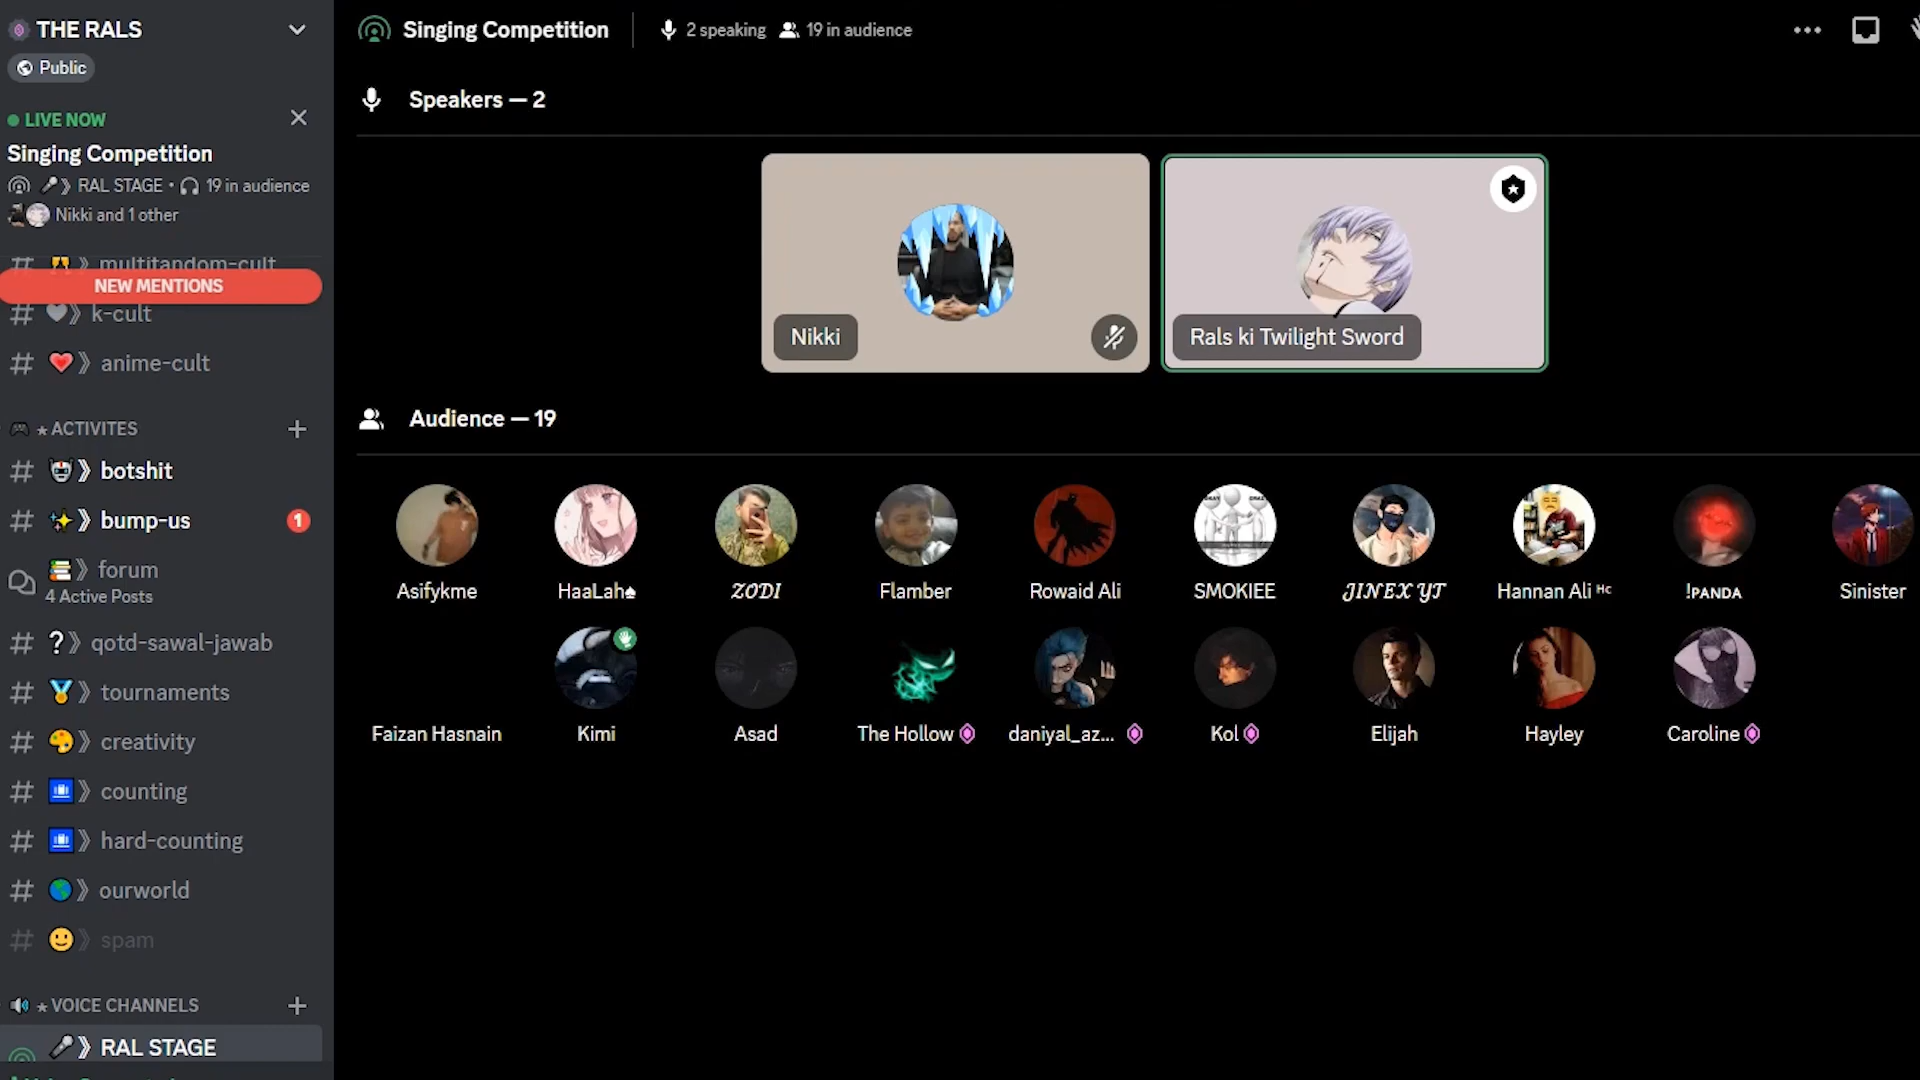 THE RALS
Public
LIVE NOW
Singing Competition
RAL STAGE • 19 in audience
Nikki and 1 other
multitandom-cult
NEW MENTIONS
k-cult
anime-cult
ACTIVITES
botshit
bump-us
1
forum
4 Active Posts
qotd-sawal-jawab
tournaments
creativity
counting
hard-counting
ourworld
spam
VOICE CHANNELS
RAL STAGE
Singing Competition
2 speaking 19 in audience
Speakers — 2
Nikki
Rals ki Twilight Sword
Audience — 19
Asifykme
HaaLah♠
ZODI
Flamber
Rowaid Ali
SMOKIEE
JINEX YT
Hannan Ali ᴴᶜ
!ᴘᴀɴᴅᴀ
Sinister
Faizan Hasnain
Kimi
Asad
The Hollow
daniyal_az...
Kol
Elijah
Hayley
Caroline